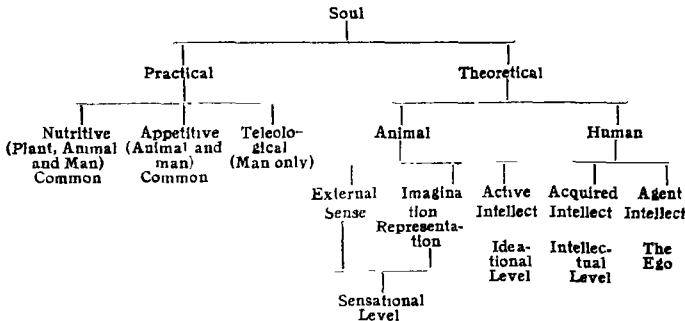 Soul
Practical Theoretical
Nutritive Appetitive Teleolo- Animal Human
(Plant, Animal (Animal and gical
and Man) man) (Man only)
Common Common
External Imagina Active Acquired Agent
Sense tion Intellect Intellect Intellect
Representa-
tion Idea- Intellec- The
tional tual Ego
Level Level
Sensational
Level